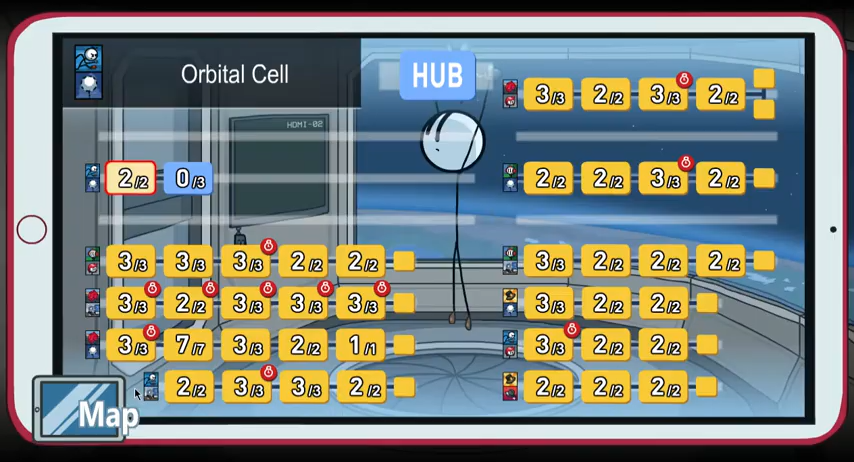 Orbital Cell
HUB
HDMI-02
3/3 2/2 3/3 2/2
2/2 0/3
2/2 2/2 3/3 2/2
3/3 3/3 3/3 2/2 2/2
3/3 2/2 2/2 2/2
3/3 2/2 3/3 3/3 3/3
3/3 2/2 2/2
3/3 7/7 3/3 2/2 1/1
3/3 2/2 2/2
2/2 3/3 3/3 2/2
2/2 2/2 2/2
Map